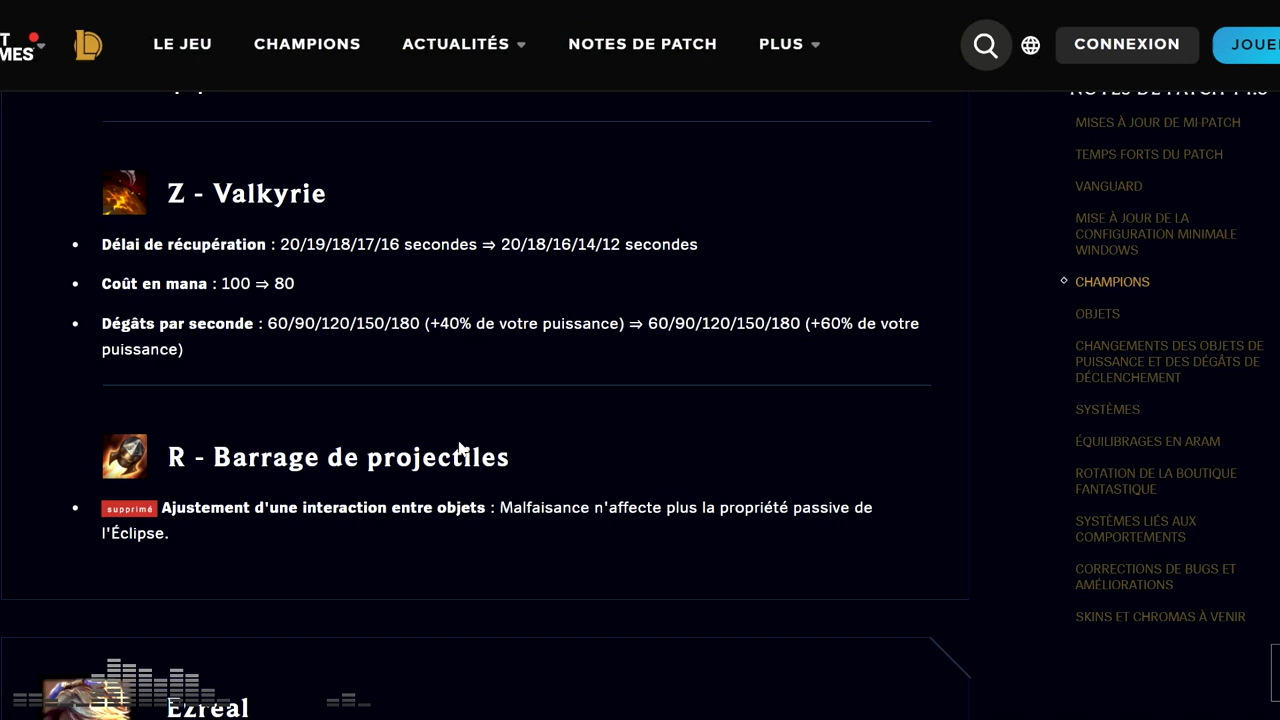 LE JEU
CHAMPIONS
ACTUALITÉS
NOTES DE PATCH
PLUS
CONNEXION
Z - Valkyrie
Délai de récupération : 20/19/18/17/16 secondes ⇒ 20/18/16/14/12 secondes
Coût en mana : 100 ⇒ 80
Dégâts par seconde : 60/90/120/150/180 (+40% de votre puissance) ⇒ 60/90/120/150/180 (+60% de votre
puissance)
R - Barrage de projectiles
supprimé Ajustement d'une interaction entre objets : Malfaisance n'affecte plus la propriété passive de
l'Éclipse.
Ezreal
MISES À JOUR DE MI-PATCH
TEMPS FORTS DU PATCH
VANGUARD
MISE À JOUR DE LA
CONFIGURATION MINIMALE
WINDOWS
CHAMPIONS
OBJETS
CHANGEMENTS DES OBJETS DE
PUISSANCE ET DES DÉGÂTS DE
DÉCLENCHEMENT
SYSTÈMES
ÉQUILIBRAGES EN ARAM
ROTATION DE LA BOUTIQUE
FANTASTIQUE
SYSTÈMES LIÉS AUX
COMPORTEMENTS
CORRECTIONS DE BUGS ET
AMÉLIORATIONS
SKINS ET CHROMAS À VENIR